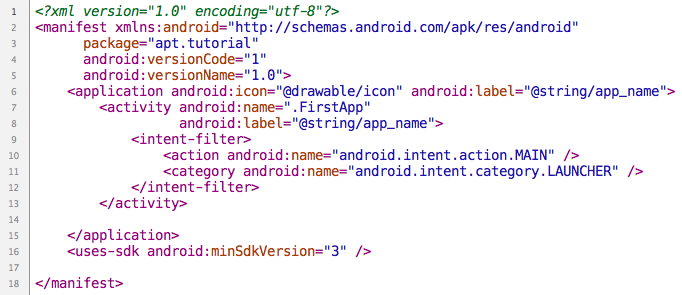 1 <?xml version="1.0" encoding="utf-8"?>
2 <manifest xmlns:android="http://schemas.android.com/apk/res/android"
3       package="apt.tutorial"
4       android:versionCode="1"
5       android:versionName="1.0">
6     <application android:icon="@drawable/icon" android:label="@string/app_name">
7         <activity android:name=".FirstApp"
8                   android:label="@string/app_name">
9             <intent-filter>
10                 <action android:name="android.intent.action.MAIN" />
11                 <category android:name="android.intent.category.LAUNCHER" />
12             </intent-filter>
13         </activity>
14
15     </application>
16     <uses-sdk android:minSdkVersion="3" />
17
18 </manifest>